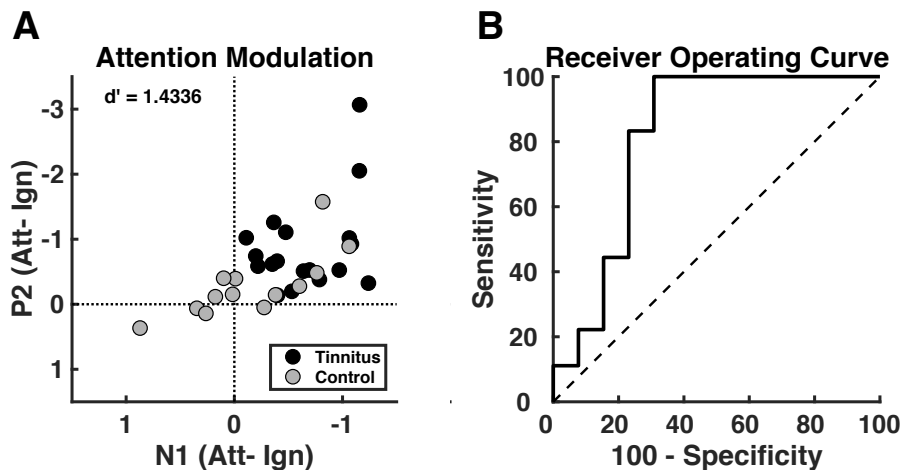 A
Attention Modulation
d' = 1.4336
P2 (Att- Ign)
-3
-2
-1
0
1
Tinnitus
Control
1 0 -1
N1 (Att- Ign)
B
Receiver Operating Curve
Sensitivity
100
80
60
40
20
0
0 20 40 60 80 100
100 - Specificity